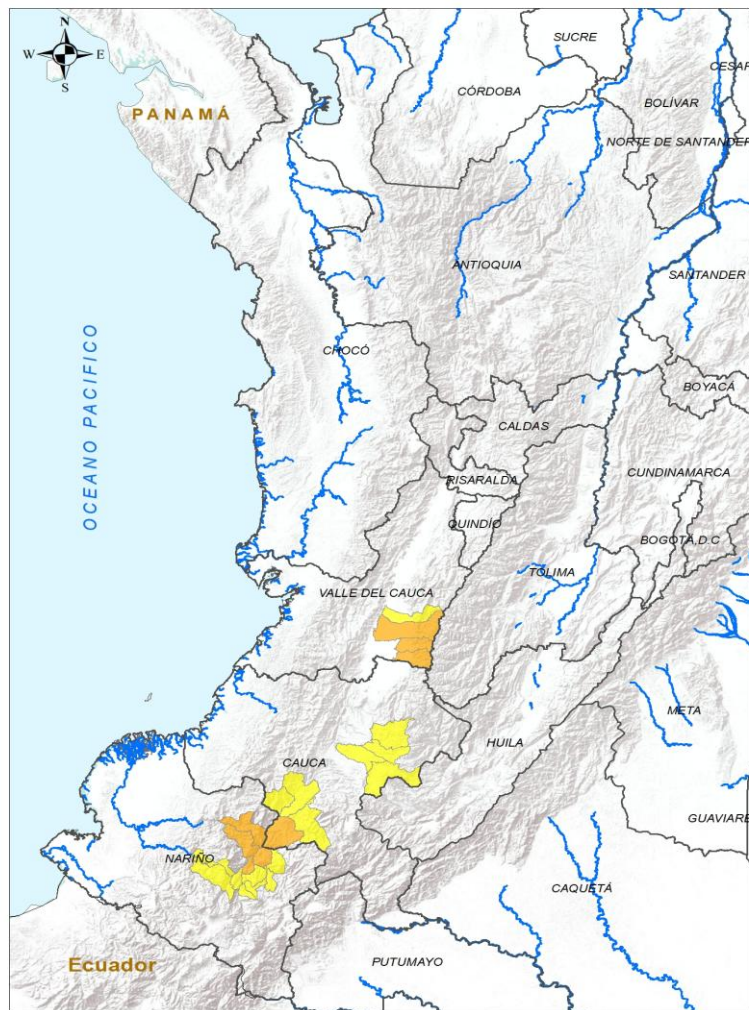 SUCRE
N
W E
S
CESAR
CÓRDOBA
BOLÍVAR
PANAMÁ
NORTE DE SANTANDER
ANTIOQUIA
SANTANDER
OCEANO PACIFICO
CHOCÓ
BOYACÁ
CALDAS
CUNDINAMARCA
RISARALDA
QUINDÍO
BOGOTÁ,D.C
TOLIMA
VALLE DEL CAUCA
META
HUILA
CAUCA
GUAVIARE
NARIÑO
CAQUETÁ
PUTUMAYO
Ecuador